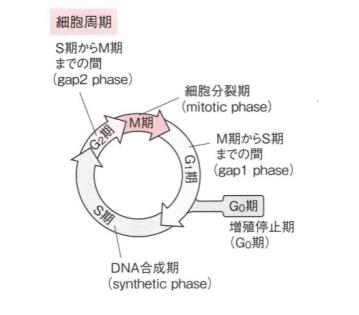 細胞周期
S期からM期
までの間
(gap2 phase)
細胞分裂期
(mitotic phase)
M期
G2期
M期からS期
までの間
(gap1 phase)
G1期
G0期
増殖停止期
(G0期)
S期
DNA合成期
(synthetic phase)